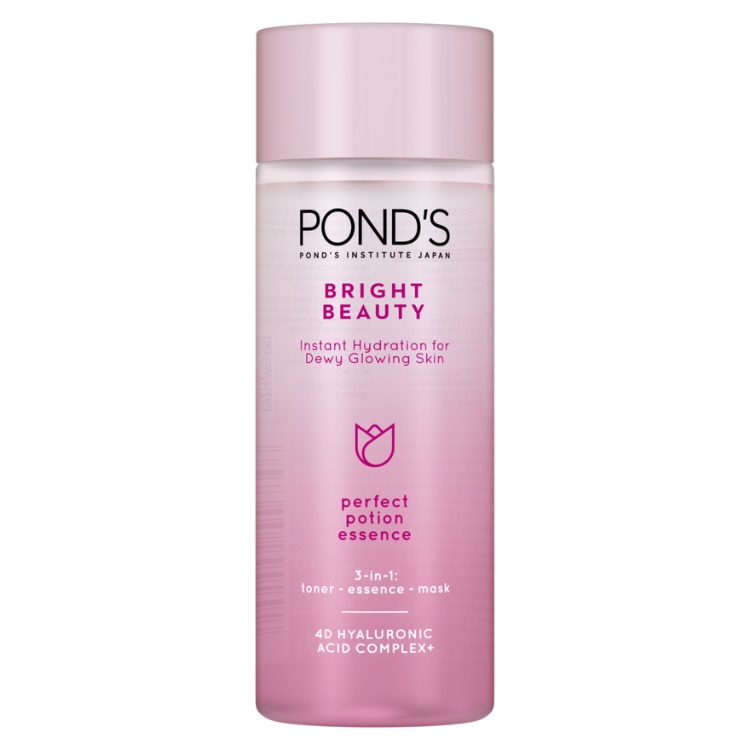 POND'S
POND'S INSTITUTE JAPAN
BRIGHT
BEAUTY
Instant Hydration for
Dewy Glowing Skin
perfect
potion
essence
3-in-1:
toner - essence - mask
4D HYALURONIC
ACID COMPLEX+